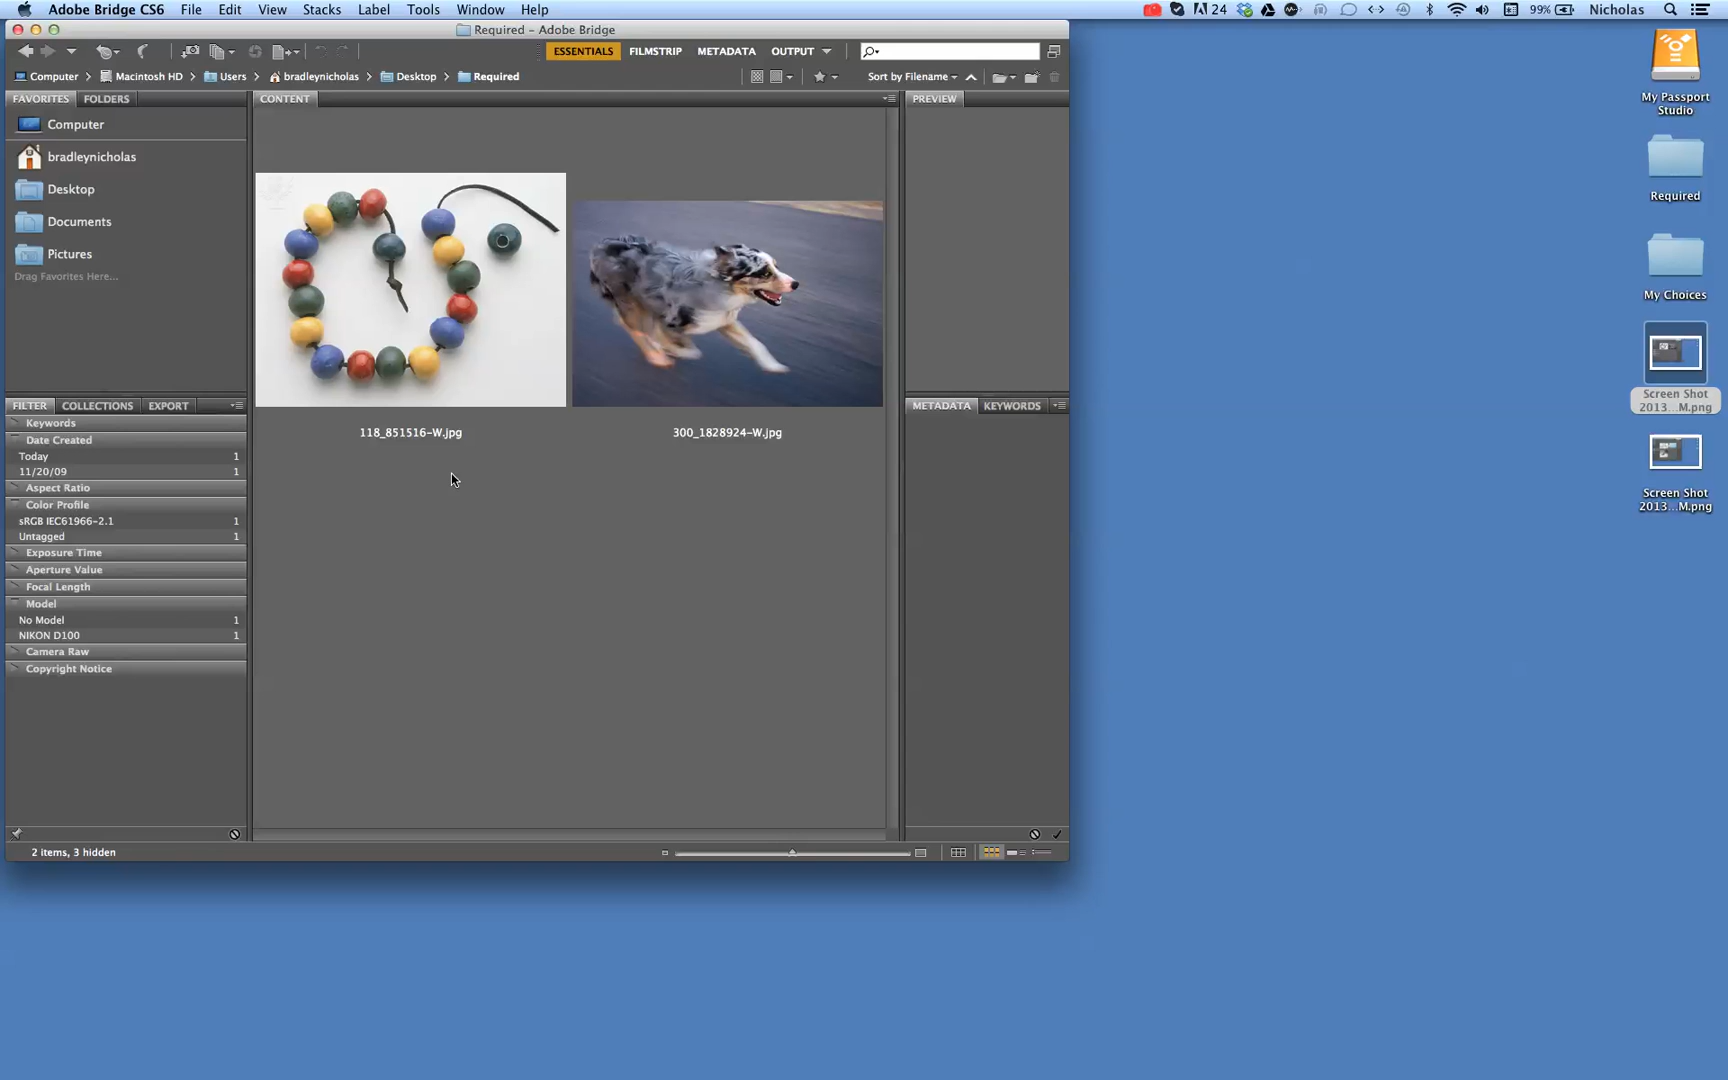 Adobe Bridge CS6 File Edit View Stacks Label Tools Window Help 24 99% Nicholas
Required – Adobe Bridge
ESSENTIALS FILMSTRIP METADATA OUTPUT
Computer Macintosh HD Users bradleynicholas Desktop Required Sort by Filename
FAVORITES FOLDERS CONTENT PREVIEW
Computer
bradleynicholas
Desktop
Documents
Pictures
Drag Favorites Here...
118_851516-W.jpg 300_1828924-W.jpg
FILTER COLLECTIONS EXPORT METADATA KEYWORDS
Keywords
Date Created
Today 1
11/20/09 1
Aspect Ratio
Color Profile
sRGB IEC61966-2.1 1
Untagged 1
Exposure Time
Aperture Value
Focal Length
Model
No Model 1
NIKON D100 1
Camera Raw
Copyright Notice
2 items, 3 hidden
My Passport
Studio
Required
My Choices
Screen Shot
2013...M.png
Screen Shot
2013...M.png